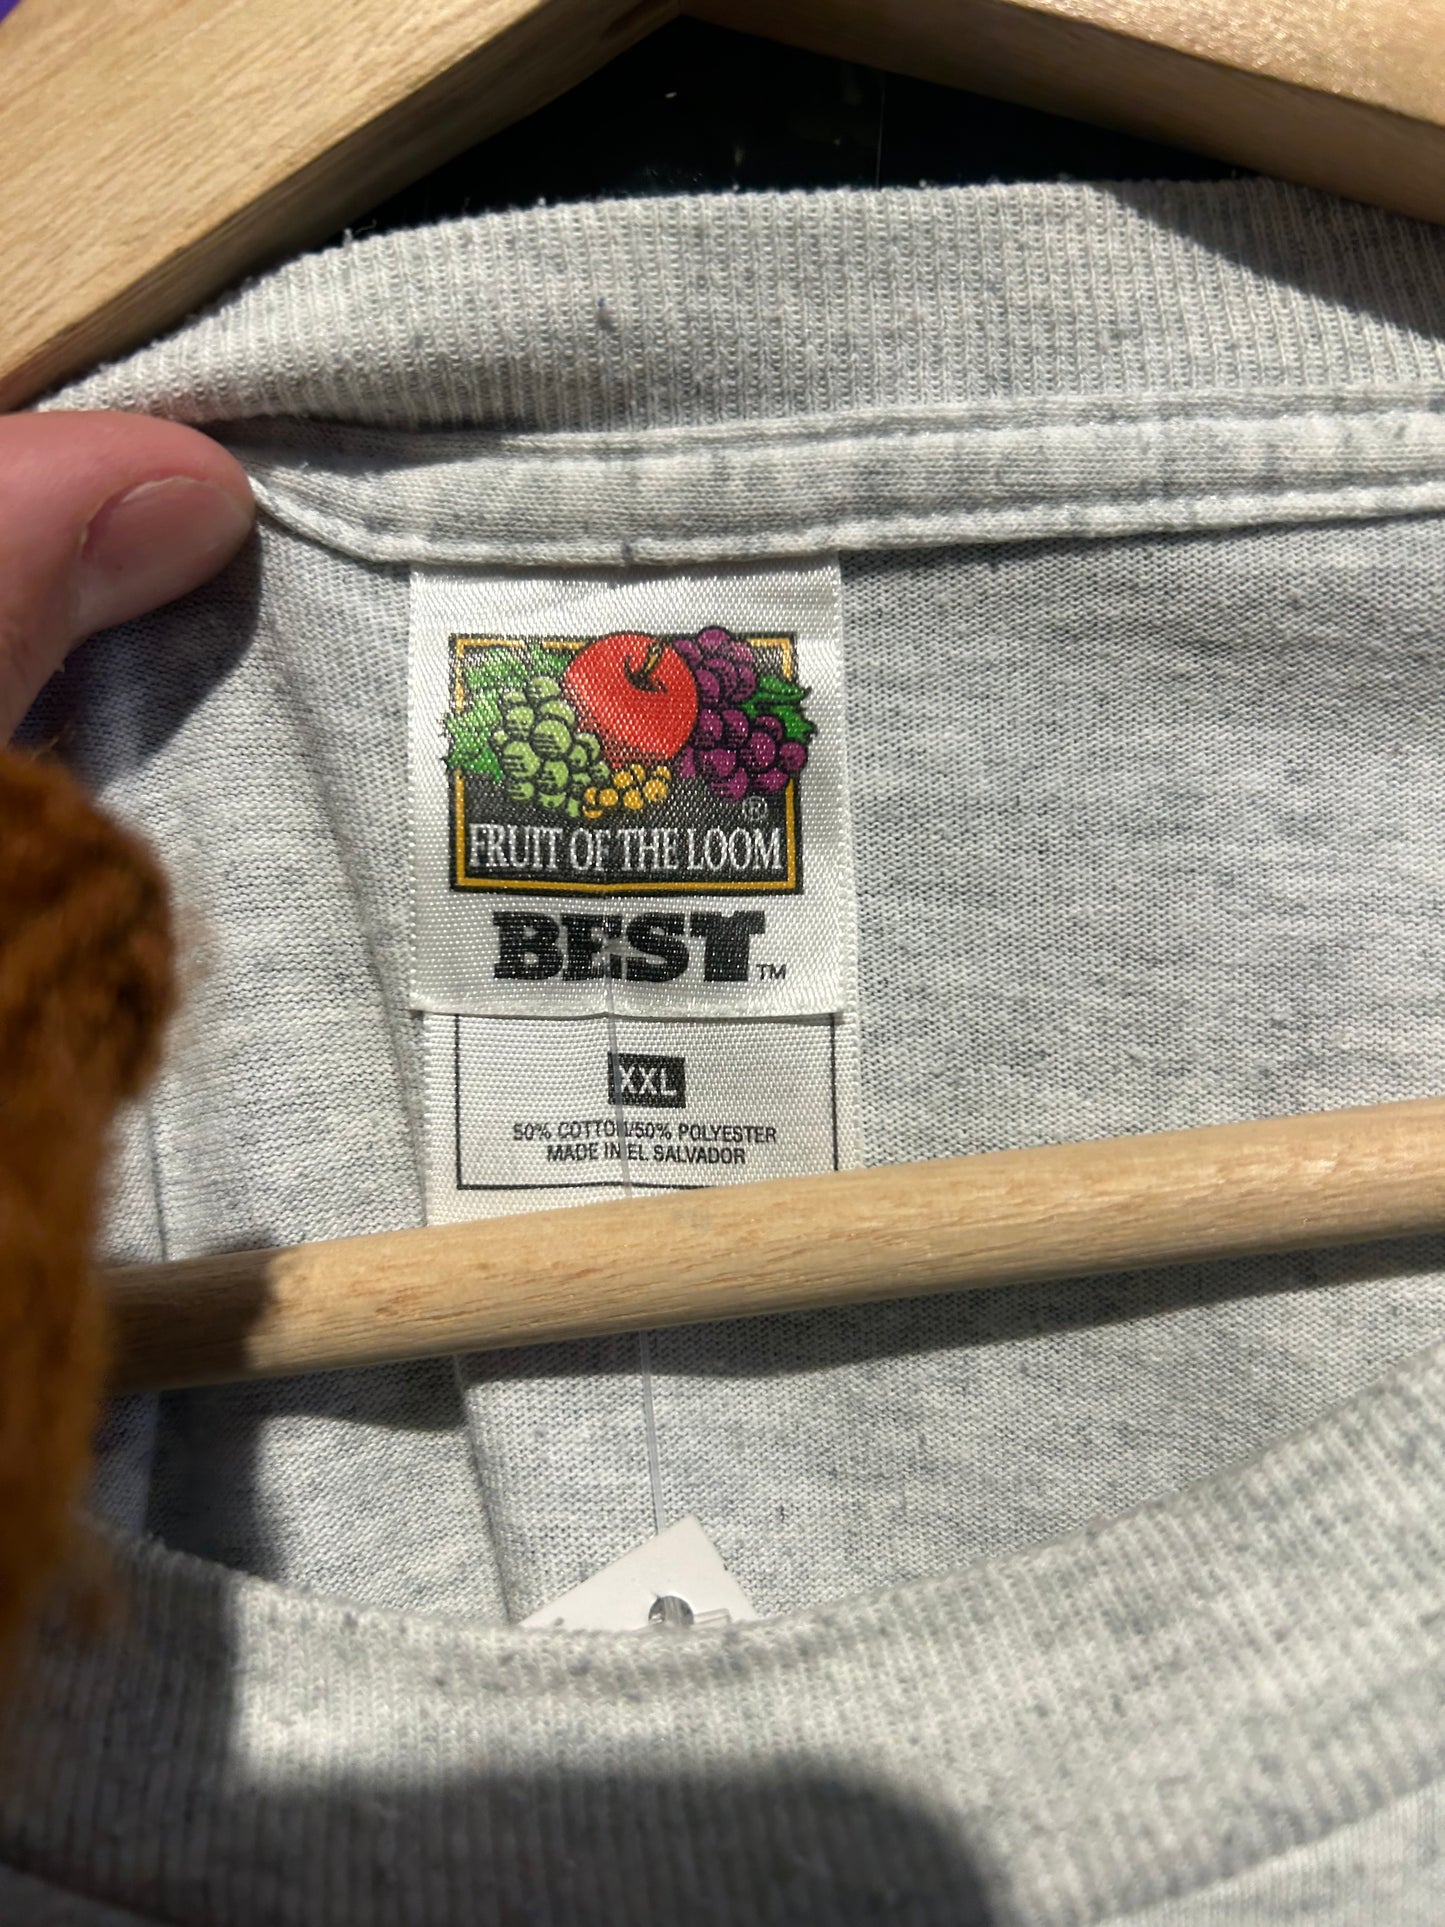 ®
FRUIT OF THE LOOM
BEST™
XXL
50% COTTON/50% POLYESTER
MADE IN EL SALVADOR